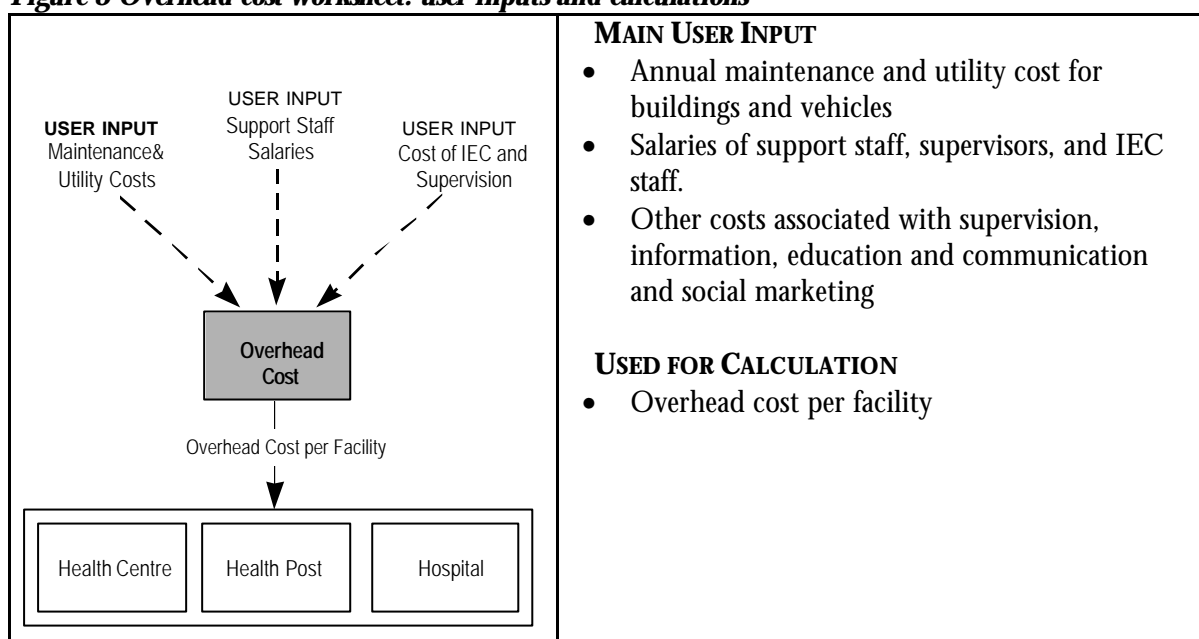 Figure 8 Overhead cost worksheet: user inputs and calculations
USER INPUT
Maintenance&
Utility Costs
USER INPUT
Support Staff
Salaries
USER INPUT
Cost of IEC and
Supervision
Overhead
Cost
Overhead Cost per Facility
Health Centre
Health Post
Hospital
MAIN USER INPUT
• Annual maintenance and utility cost for
buildings and vehicles
• Salaries of support staff, supervisors, and IEC
staff.
• Other costs associated with supervision,
information, education and communication
and social marketing
USED FOR CALCULATION
• Overhead cost per facility